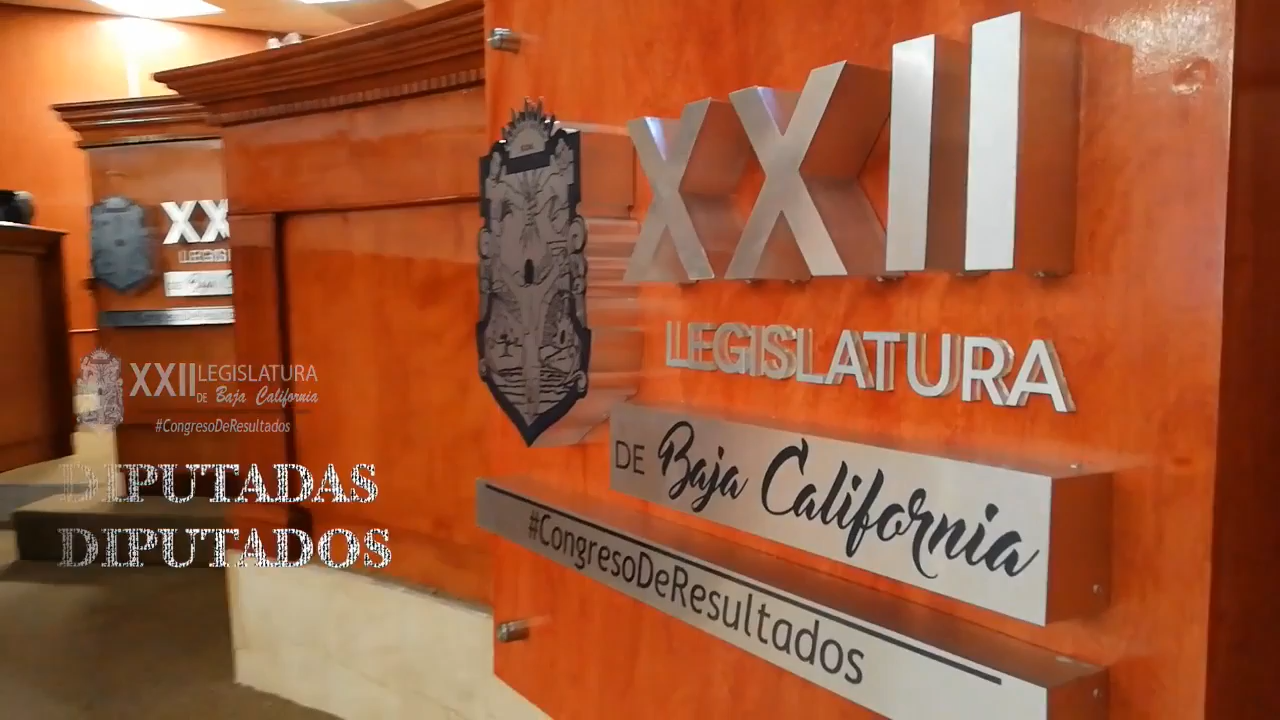 XXII
LEGISLATURA
DE Baja California
#CongresoDeResultados
XX
LEGIS
XXII LEGISLATURA
DE Baja California
#CongresoDeResultados
DIPUTADAS
DIPUTADOS